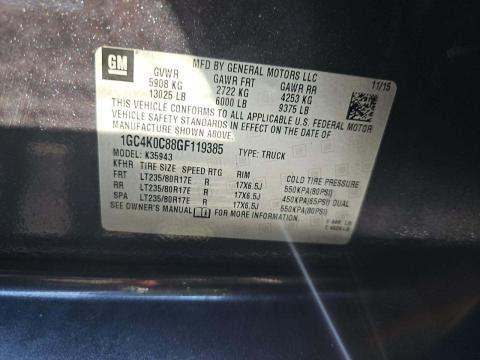 GM
MFD BY GENERAL MOTORS LLC
11/15
GVWR GAWR FRT GAWR RR
5908 KG 2722 KG 4253 KG
13025 LB 6000 LB 9375 LB
THIS VEHICLE CONFORMS TO ALL APPLICABLE U.S. FEDERAL MOTOR
VEHICLE SAFETY STANDARDS IN EFFECT ON THE DATE OF
MANUFACTURE SHOWN ABOVE.
1GC4K0C88GF119385 TYPE: TRUCK
MODEL: K35943
KFHR TIRE SIZE SPEED RTG RIM COLD TIRE PRESSURE
FRT LT235/80R17E R 17X6.5J 550KPA(80PSI)
RR LT235/80R17E R 17X6.5J 450KPA(65PSI) DUAL
SPA LT235/80R17E R 17X6.5J 550KPA(80PSI)
SEE OWNER'S MANUAL